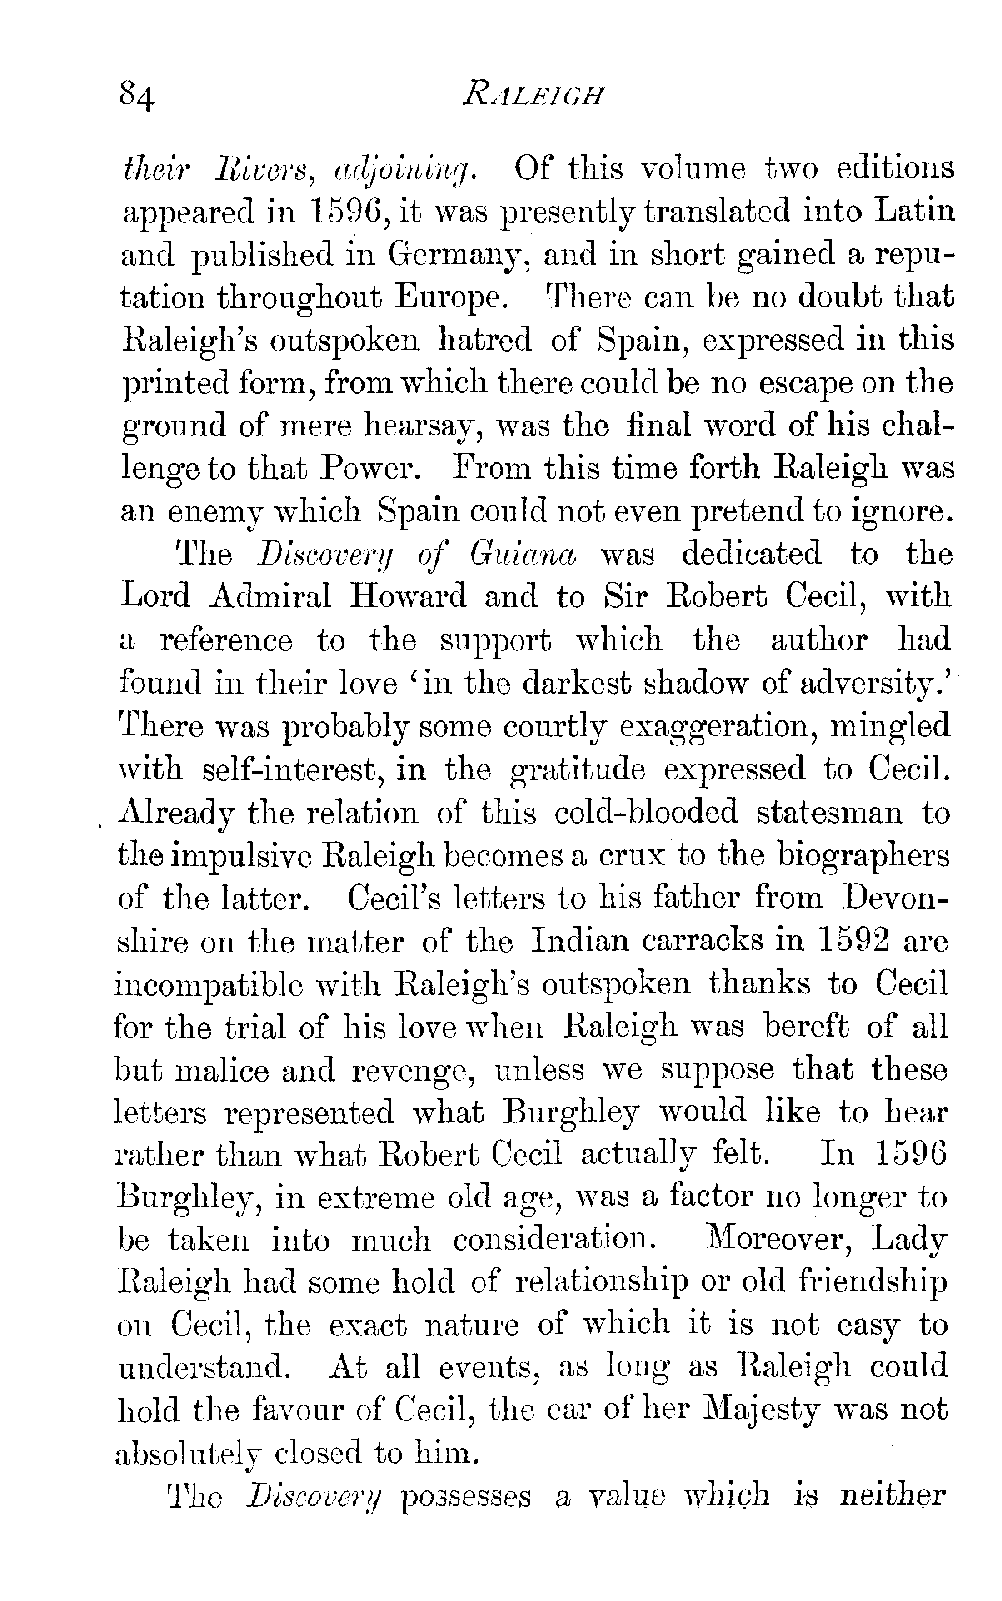 84 RALEIGH
their Rivers, adjoining. Of this volume two editions
appeared in 1596, it was presently translated into Latin
and published in Germany, and in short gained a repu-
tation throughout Europe. There can be no doubt that
Raleigh's outspoken hatred of Spain, expressed in this
printed form, from which there could be no escape on the
ground of mere hearsay, was the final word of his chal-
lenge to that Power. From this time forth Raleigh was
an enemy which Spain could not even pretend to ignore.
The Discovery of Guiana was dedicated to the
Lord Admiral Howard and to Sir Robert Cecil, with
a reference to the support which the author had
found in their love ‘in the darkest shadow of adversity.’
There was probably some courtly exaggeration, mingled
with self-interest, in the gratitude expressed to Cecil.
Already the relation of this cold-blooded statesman to
the impulsive Raleigh becomes a crux to the biographers
of the latter. Cecil's letters to his father from Devon-
shire on the matter of the Indian carracks in 1592 are
incompatible with Raleigh's outspoken thanks to Cecil
for the trial of his love when Raleigh was bereft of all
but malice and revenge, unless we suppose that these
letters represented what Burghley would like to hear
rather than what Robert Cecil actually felt. In 1596
Burghley, in extreme old age, was a factor no longer to
be taken into much consideration. Moreover, Lady
Raleigh had some hold of relationship or old friendship
on Cecil, the exact nature of which it is not easy to
understand. At all events, as long as Raleigh could
hold the favour of Cecil, the ear of her Majesty was not
absolutely closed to him.
The Discovery possesses a value which is neither